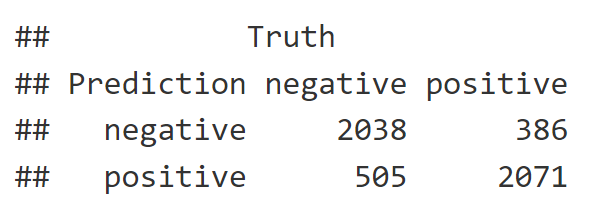 ##           Truth
## Prediction negative positive
##   negative     2038      386
##   positive      505     2071